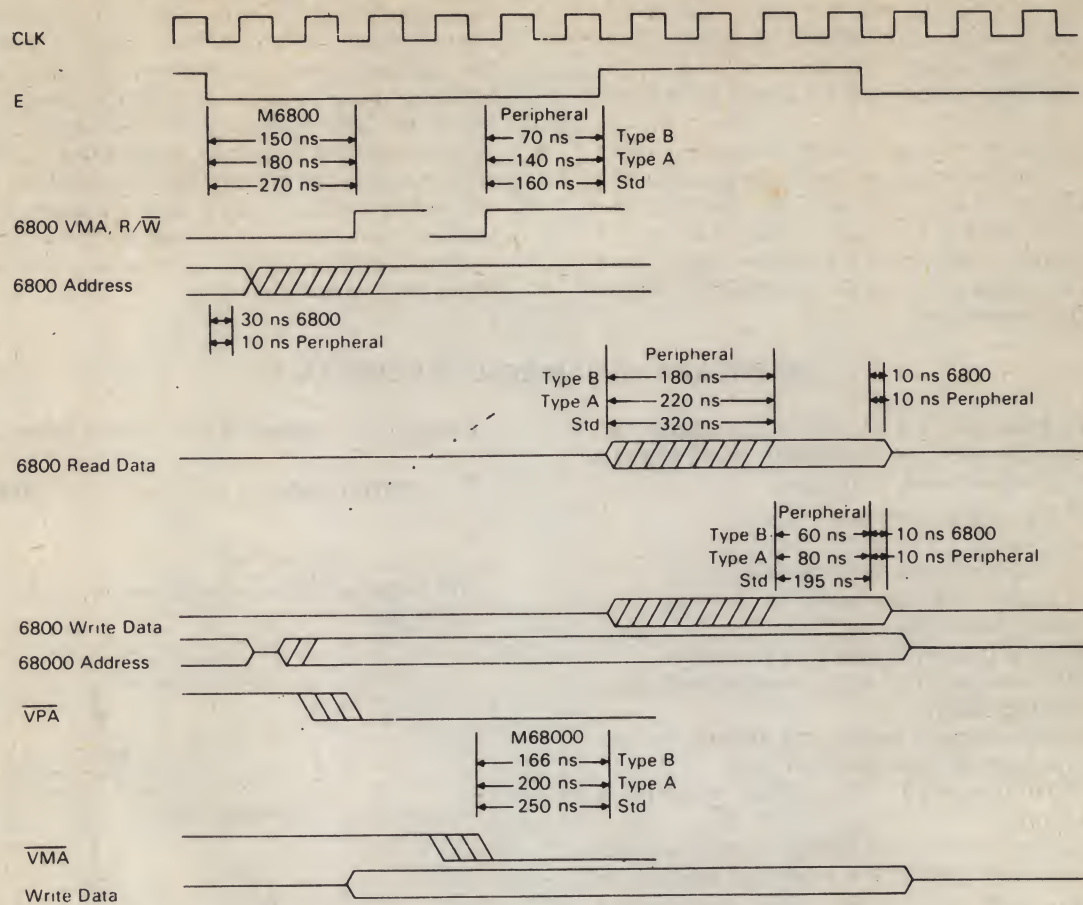 CLK
E
M6800
150 ns
180 ns
270 ns
Peripheral
70 ns Type B
140 ns Type A
160 ns Std
6800 VMA, R/W̅
6800 Address
30 ns 6800
10 ns Peripheral
Peripheral
Type B 180 ns 10 ns 6800
Type A 220 ns 10 ns Peripheral
Std 320 ns
6800 Read Data
Peripheral
Type B 60 ns 10 ns 6800
Type A 80 ns 10 ns Peripheral
Std 195 ns
6800 Write Data
68000 Address
V̅P̅A̅
M68000
166 ns Type B
200 ns Type A
250 ns Std
V̅M̅A̅
Write Data